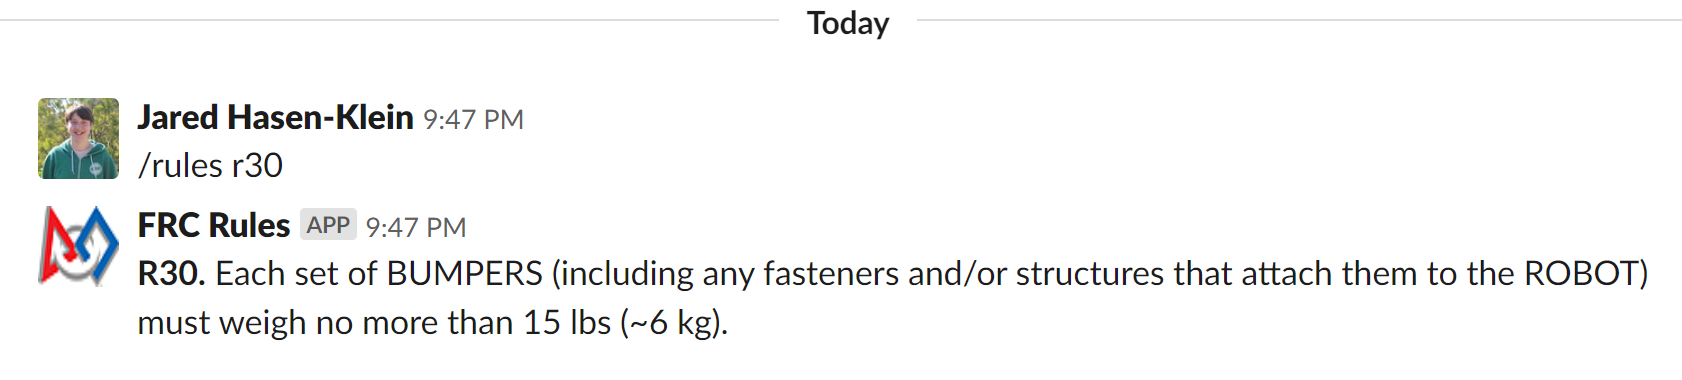 Today
Jared Hasen-Klein 9:47 PM
/rules r30
FRC Rules APP 9:47 PM
R30. Each set of BUMPERS (including any fasteners and/or structures that attach them to the ROBOT)
must weigh no more than 15 lbs (~6 kg).